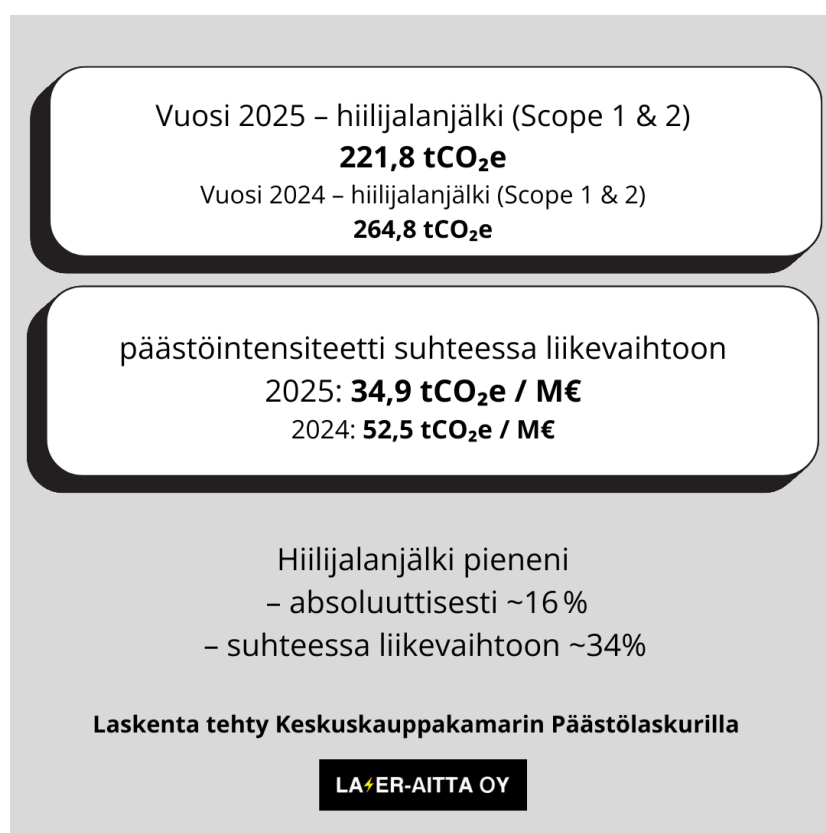 Vuosi 2025 – hiilijalanjälki (Scope 1 & 2)
221,8 tCO₂e
Vuosi 2024 – hiilijalanjälki (Scope 1 & 2)
264,8 tCO₂e
päästöintensiteetti suhteessa liikevaihtoon
2025: 34,9 tCO₂e / M€
2024: 52,5 tCO₂e / M€
Hiilijalanjälki pieneni
– absoluuttisesti ~16 %
– suhteessa liikevaihtoon ~34%
Laskenta tehty Keskuskauppakamarin Päästölaskurilla
LASER-AITTA OY